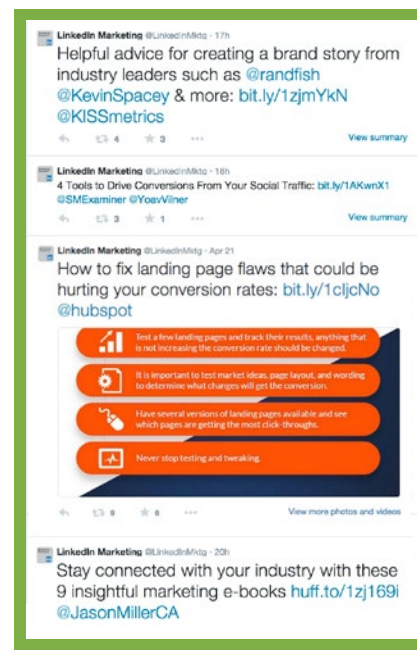 LinkedIn Marketing @LinkedInMktg · 17h
Helpful advice for creating a brand story from
industry leaders such as @randfish
@KevinSpacey & more: bit.ly/1zjmYkN
@KISSmetrics
4 3 View summary
LinkedIn Marketing @LinkedInMktg · 18h
4 Tools to Drive Conversions From Your Social Traffic: bit.ly/1AKwnX1
@SMExaminer @YoavVilner
3 1 View summary
LinkedIn Marketing @LinkedInMktg · Apr 21
How to fix landing page flaws that could be
hurting your conversion rates: bit.ly/1cljcNo
@hubspot
Test a few landing pages and track their results, anything that
is not increasing the conversion rate should be changed.
It is important to test market ideas, page layout, and wording
to determine what changes will get the conversion.
Have several versions of landing pages available and see
which pages are getting the most click-throughs.
Never stop testing and tweaking.
View more photos and videos
LinkedIn Marketing @LinkedInMktg · 20h
Stay connected with your industry with these
9 insightful marketing e-books huff.to/1zj169i
@JasonMillerCA